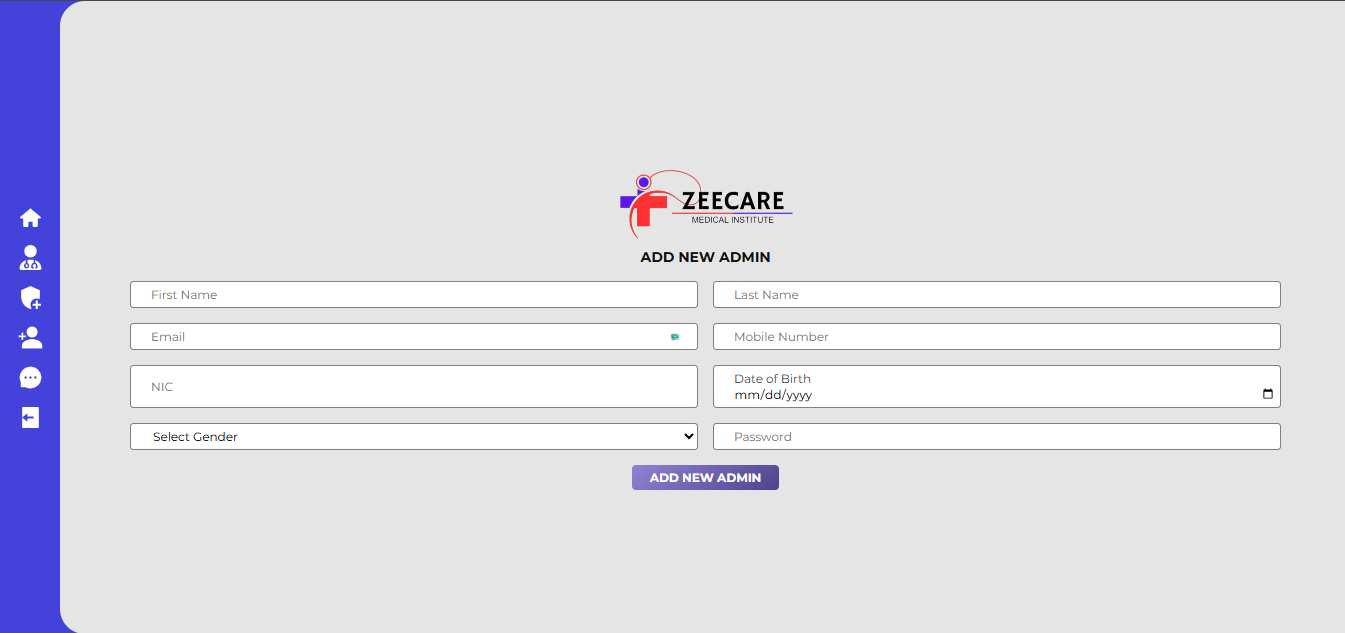 ZEECARE
MEDICAL INSTITUTE
ADD NEW ADMIN
First Name
Last Name
Email
Mobile Number
NIC
Date of Birth
mm/dd/yyyy
Select Gender
Password
ADD NEW ADMIN